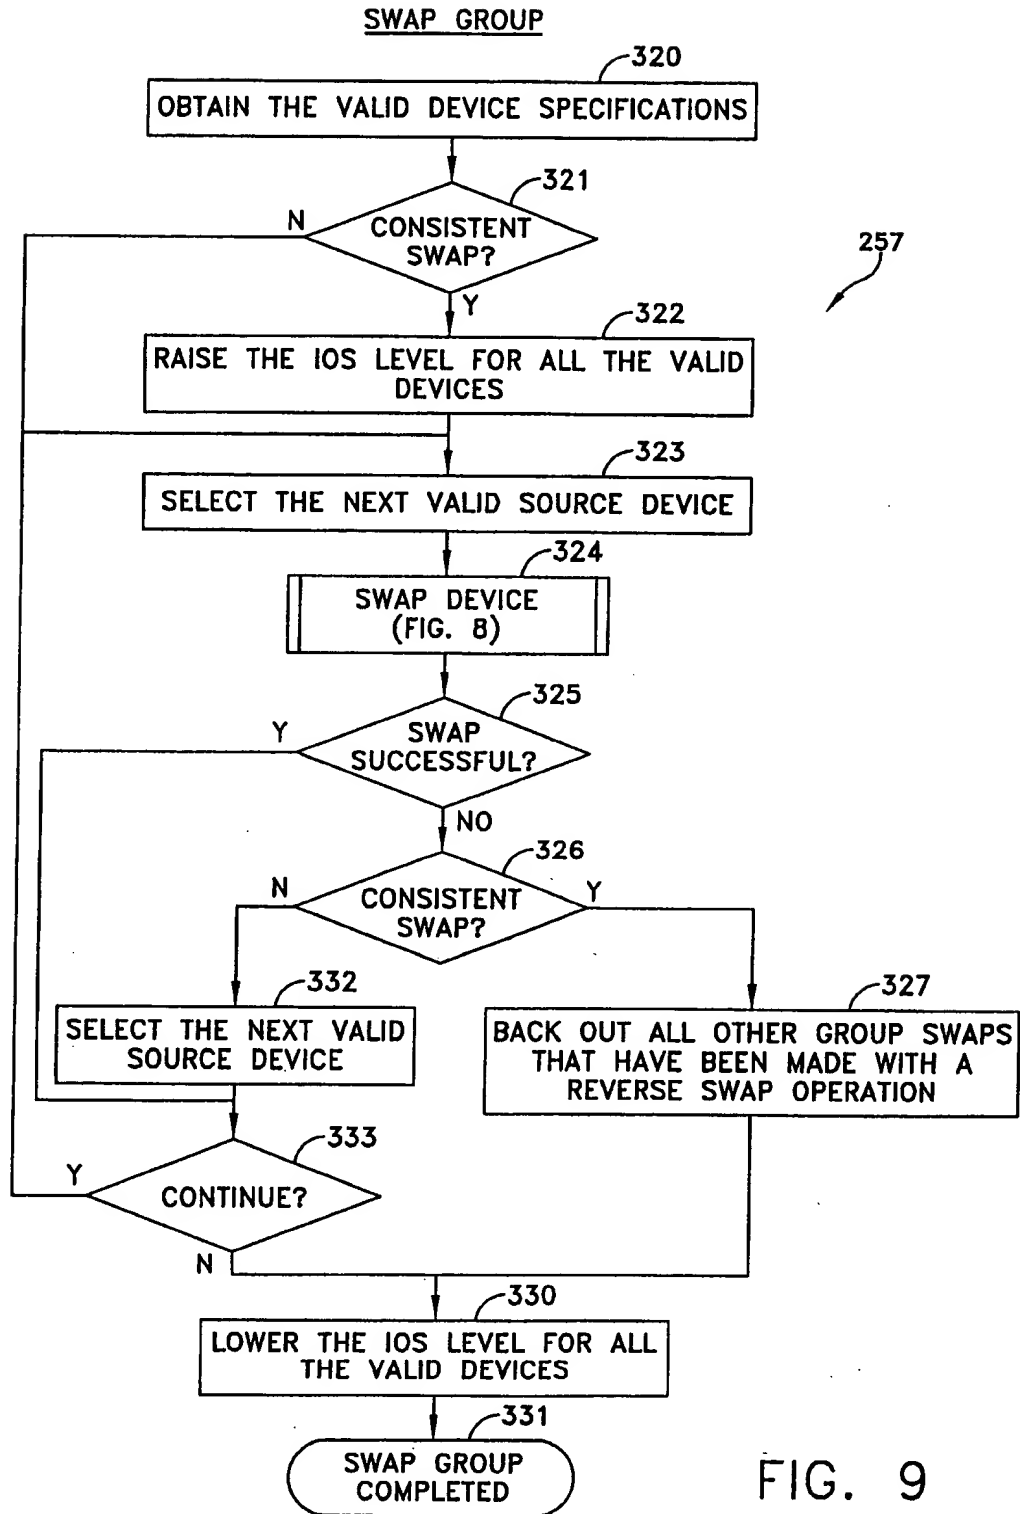 SWAP GROUP
320
OBTAIN THE VALID DEVICE SPECIFICATIONS
321
N
CONSISTENT
SWAP?
257
Y
322
RAISE THE IOS LEVEL FOR ALL THE VALID
DEVICES
323
SELECT THE NEXT VALID SOURCE DEVICE
324
SWAP DEVICE
(FIG. 8)
325
Y
SWAP
SUCCESSFUL?
NO
326
N
CONSISTENT
SWAP?
Y
332
SELECT THE NEXT VALID
SOURCE DEVICE
327
BACK OUT ALL OTHER GROUP SWAPS
THAT HAVE BEEN MADE WITH A
REVERSE SWAP OPERATION
333
Y
CONTINUE?
N
330
LOWER THE IOS LEVEL FOR ALL
THE VALID DEVICES
331
SWAP GROUP
COMPLETED
FIG. 9